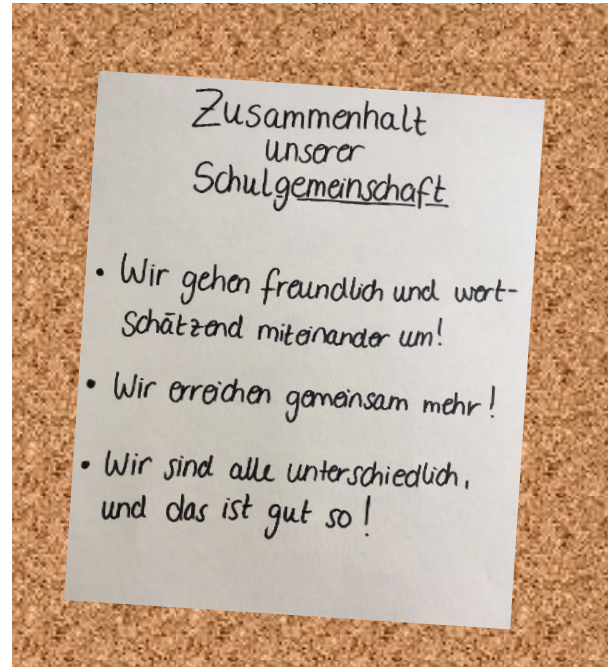 Zusammenhalt
unserer
Schulgemeinschaft
• Wir gehen freundlich und wert-
schätzend miteinander um!
• Wir erreichen gemeinsam mehr!
• Wir sind alle unterschiedlich,
und das ist gut so!